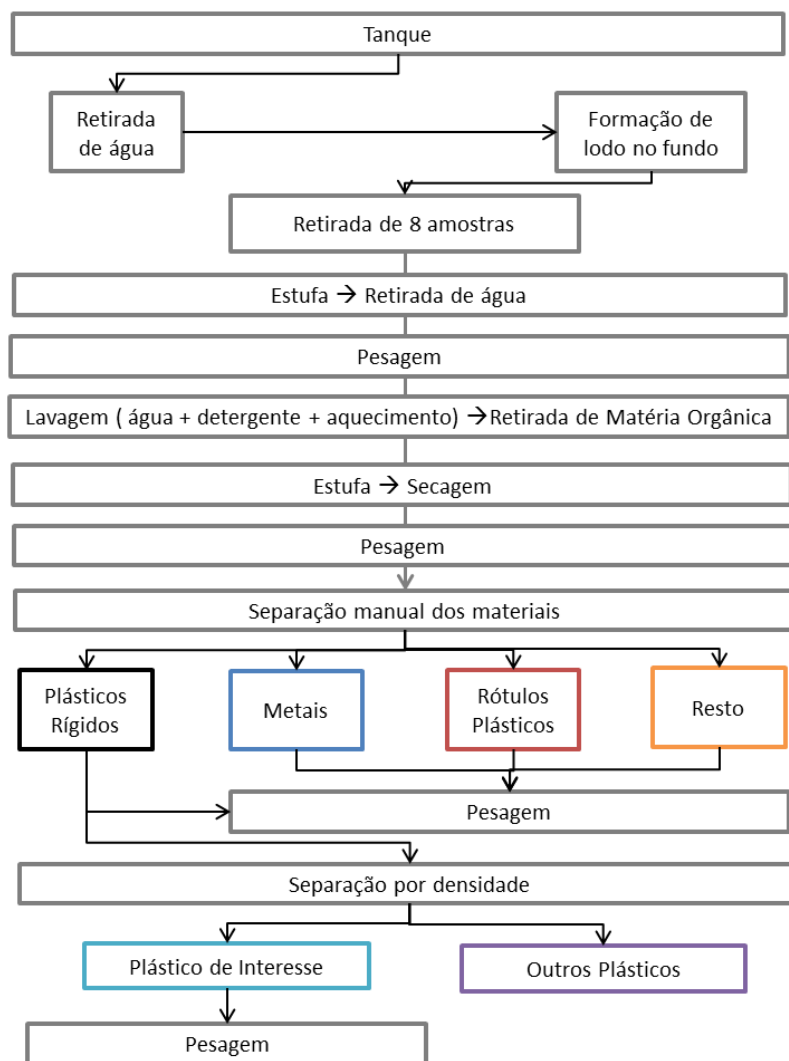 Tanque
Retirada
de água
Formação de
lodo no fundo
Retirada de 8 amostras
Estufa → Retirada de água
Pesagem
Lavagem ( água + detergente + aquecimento) →Retirada de Matéria Orgânica
Estufa → Secagem
Pesagem
Separação manual dos materiais
Plásticos
Rígidos
Metais
Rótulos
Plásticos
Resto
Pesagem
Separação por densidade
Plástico de Interesse
Outros Plásticos
Pesagem